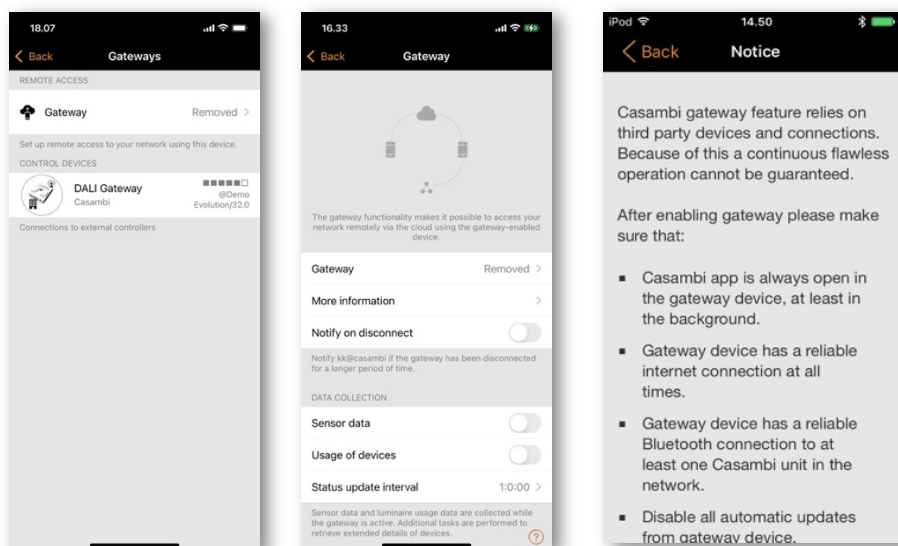 18.07
Back Gateways
REMOTE ACCESS
Gateway Removed
Set up remote access to your network using this device.
CONTROL DEVICES
DALI Gateway
Casambi
@Demo
Evolution/32.0
Connections to external controllers
16.33
Back Gateway
The gateway functionality makes it possible to access your
network remotely via the cloud using the gateway-enabled
device.
Gateway Removed
More information
Notify on disconnect
Notify kk@casambi if the gateway has been disconnected
for a longer period of time.
DATA COLLECTION
Sensor data
Usage of devices
Status update interval 1:0:00
Sensor data and luminaire usage data are collected while
the gateway is active. Additional tasks are performed to
retrieve extended details of devices.
?
iPod 14.50
Back Notice
Casambi gateway feature relies on
third party devices and connections.
Because of this a continuous flawless
operation cannot be guaranteed.
After enabling gateway please make
sure that:
▪ Casambi app is always open in
the gateway device, at least in
the background.
▪ Gateway device has a reliable
internet connection at all
times.
▪ Gateway device has a reliable
Bluetooth connection to at
least one Casambi unit in the
network.
▪ Disable all automatic updates
from gateway device.